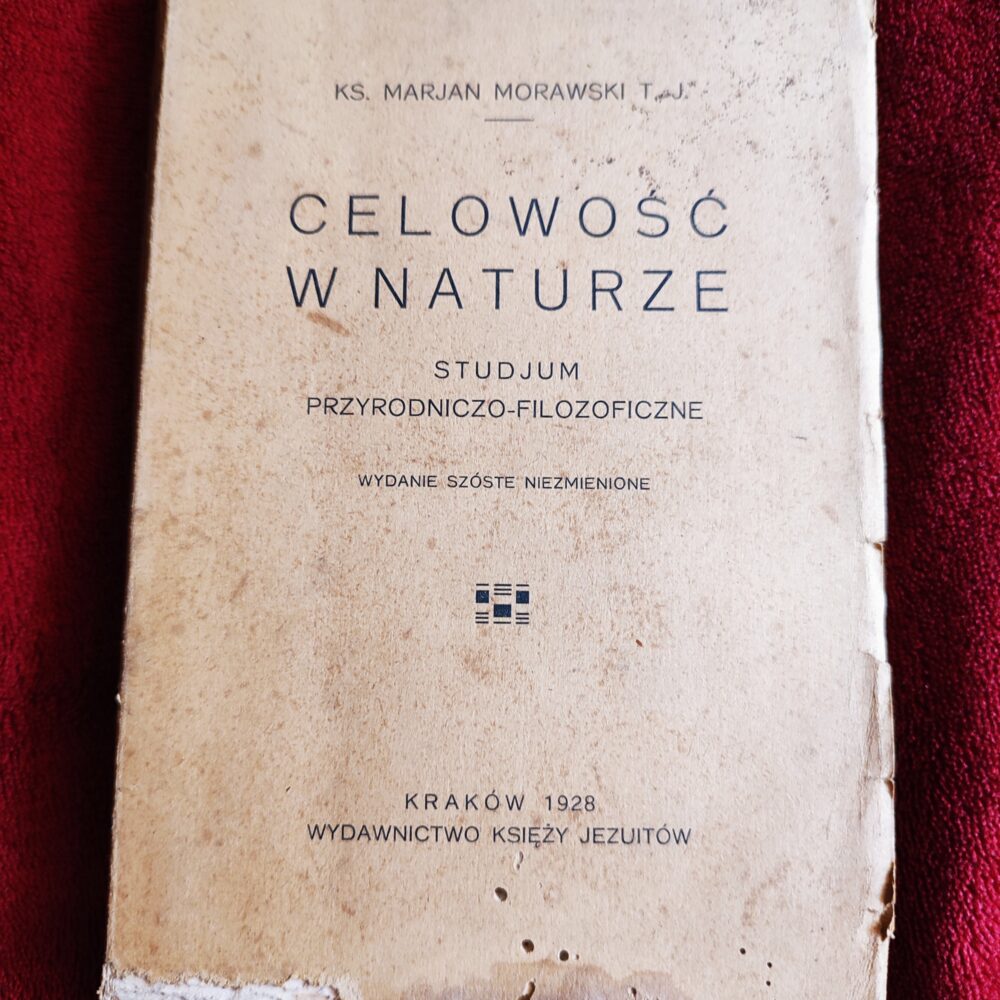 KS. MARJAN MORAWSKI T. J.
CELOWOŚĆ
W NATURZE
STUDJUM
PRZYRODNICZO-FILOZOFICZNE
WYDANIE SZÓSTE NIEZMIENIONE
KRAKÓW 1928
WYDAWNICTWO KSIĘŻY JEZUITÓW